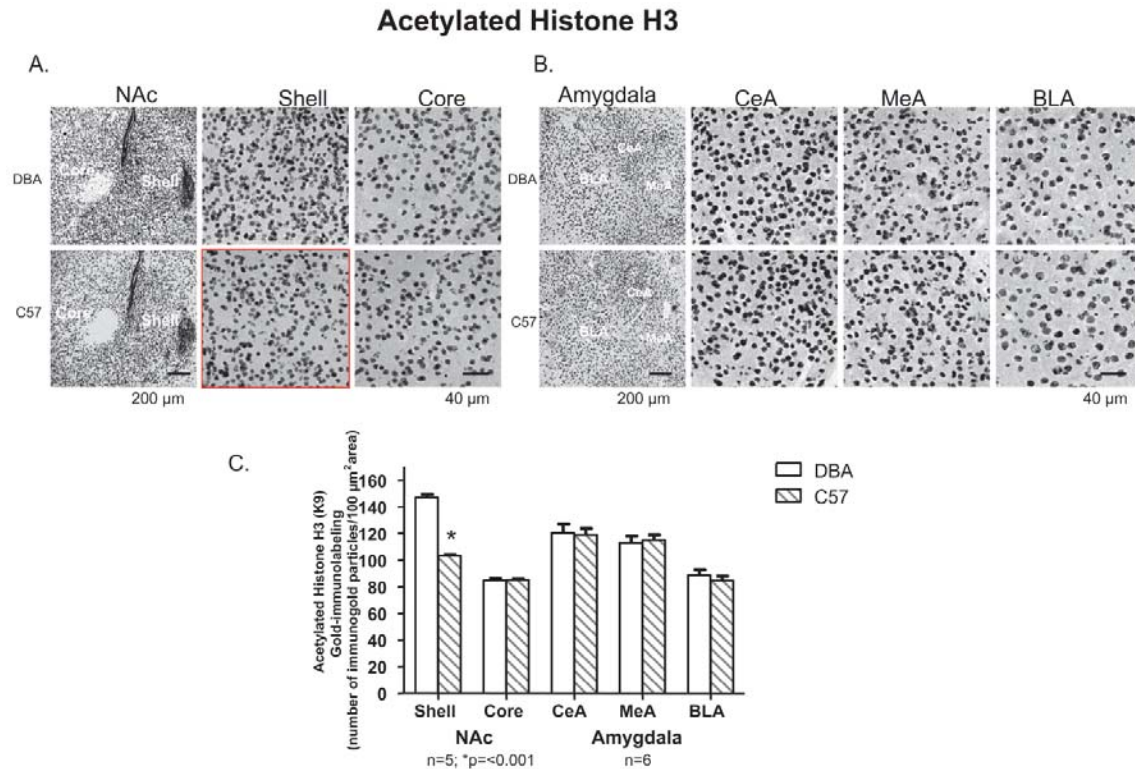 Acetylated Histone H3
A.
NAc Shell Core
DBA
Core Shell
C57
Core Shell
200 µm 40 µm
B.
Amygdala CeA MeA BLA
DBA
CeA
BLA MeA
C57
CeA
BLA MeA
200 µm 40 µm
C.
Acetylated Histone H3 (K9)
Gold-immunolabeling
(number of immunogold particles/100 µm²area)
160
140
120
100
80
60
40
20
0
*
DBA
C57
Shell Core CeA MeA BLA
NAc Amygdala
n=5; *p=<0.001 n=6